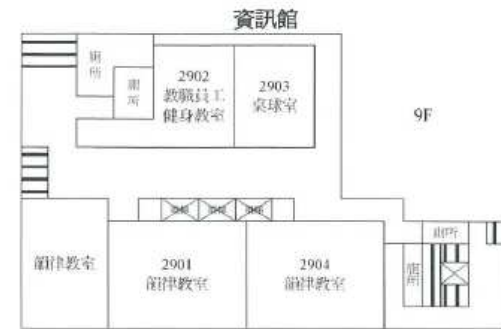 資訊館
廁所
廁所
2902
教職員工
健身教室
2903
桌球室
9F
韻律教室
2901
韻律教室
2904
韻律教室
廁所
廁所